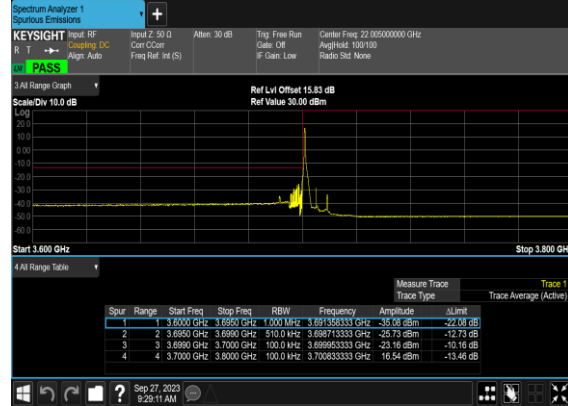 Spectrum Analyzer 1
Spurious Emissions
+
KEYSIGHT Input: RF Input Z: 50 Ω Atten: 30 dB Trig: Free Run Center Freq: 22.005000000 GHz
R T Coupling: DC Corr CCorr Gate: Off Avg|Hold: 100/100
Align: Auto Freq Ref: Int (S) IF Gain: Low Radio Std: None
PASS
3 All Range Graph
Ref Lvl Offset 15.83 dB
Scale/Div 10.0 dB Ref Value 30.00 dBm
Log
20.0
10.0
0.00
-10.0
-20.0
-30.0
-40.0
-50.0
-60.0
Start 3.600 GHz Stop 3.800 GH
4 All Range Table
Measure Trace Trace 1
Trace Type Trace Average (Active)
Spur Range Start Freq Stop Freq RBW Frequency Amplitude ΔLimit
1 1 3.6000 GHz 3.6950 GHz 1.000 MHz 3.691358333 GHz -35.08 dBm -22.08 dB
2 2 3.6950 GHz 3.6990 GHz 510.0 kHz 3.698713333 GHz -25.73 dBm -12.73 dB
3 3 3.6990 GHz 3.7000 GHz 100.0 kHz 3.699953333 GHz -23.16 dBm -10.16 dB
4 4 3.7000 GHz 3.8000 GHz 100.0 kHz 3.700833333 GHz 16.54 dBm -13.46 dB
? Sep 27, 2023
9:29:11 AM